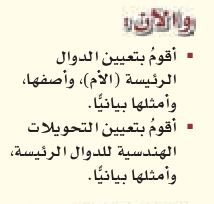 والآن
▪ أقومُ بتعيين الدوال
الرئيسة (الأم)، وأصفها،
وأمثلها بيانيًّا.
▪ أقومُ بتعيين التحويلات
الهندسية للدوال الرئيسة،
وأمثلها بيانيًّا.